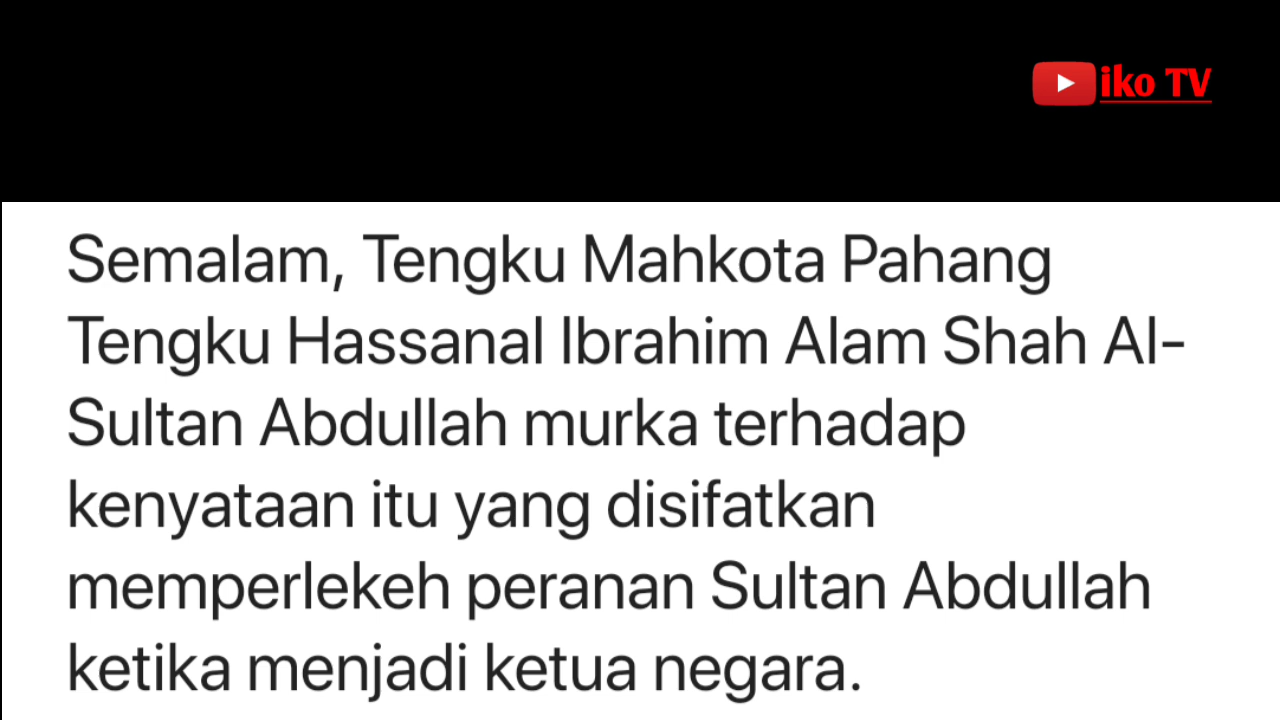 iko TV
Semalam, Tengku Mahkota Pahang
Tengku Hassanal Ibrahim Alam Shah Al-
Sultan Abdullah murka terhadap
kenyataan itu yang disifatkan
memperlekeh peranan Sultan Abdullah
ketika menjadi ketua negara.